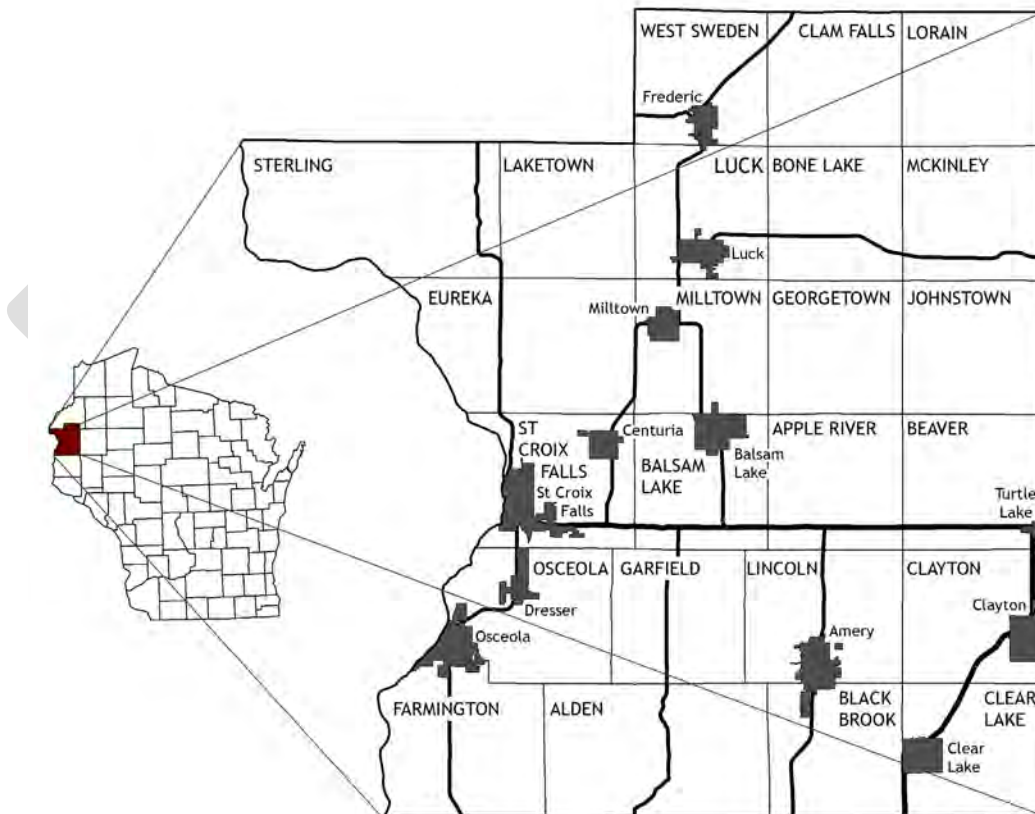 WEST SWEDEN
CLAM FALLS
LORAIN
Frederic
STERLING
LAKETOWN
LUCK
BONE LAKE
MCKINLEY
Luck
EUREKA
MILLTOWN
GEORGETOWN
JOHNSTOWN
Milltown
ST
CROIX
FALLS
Centuria
BALSAM
LAKE
Balsam
Lake
APPLE RIVER
BEAVER
St Croix
Falls
Turtle
Lake
OSCEOLA
GARFIELD
LINCOLN
CLAYTON
Dresser
Clayton
Osceola
Amery
FARMINGTON
ALDEN
BLACK
BROOK
CLEAR
LAKE
Clear
Lake